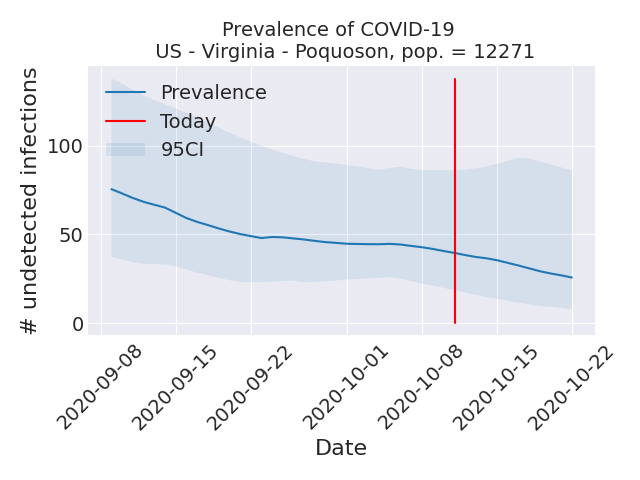 Prevalence of COVID-19
US - Virginia - Poquoson, pop. = 12271
# undetected infections
100
50
0
Prevalence
Today
95CI
2020-09-08
2020-09-15
2020-09-22
2020-10-01
2020-10-08
2020-10-15
2020-10-22
Date